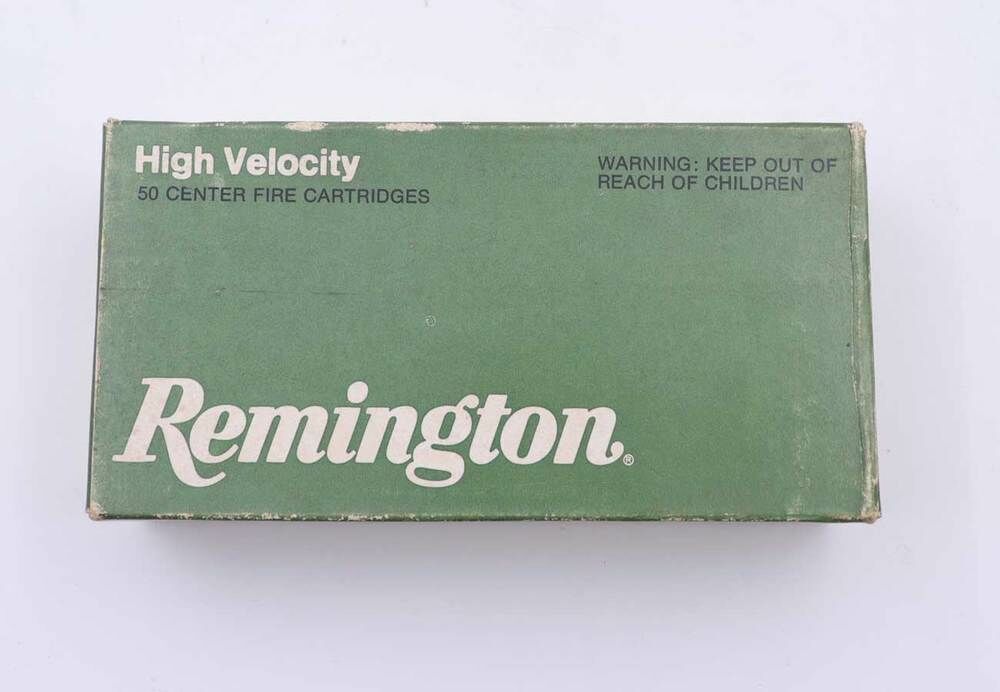 High Velocity
50 CENTER FIRE CARTRIDGES
WARNING: KEEP OUT OF
REACH OF CHILDREN
Remington®